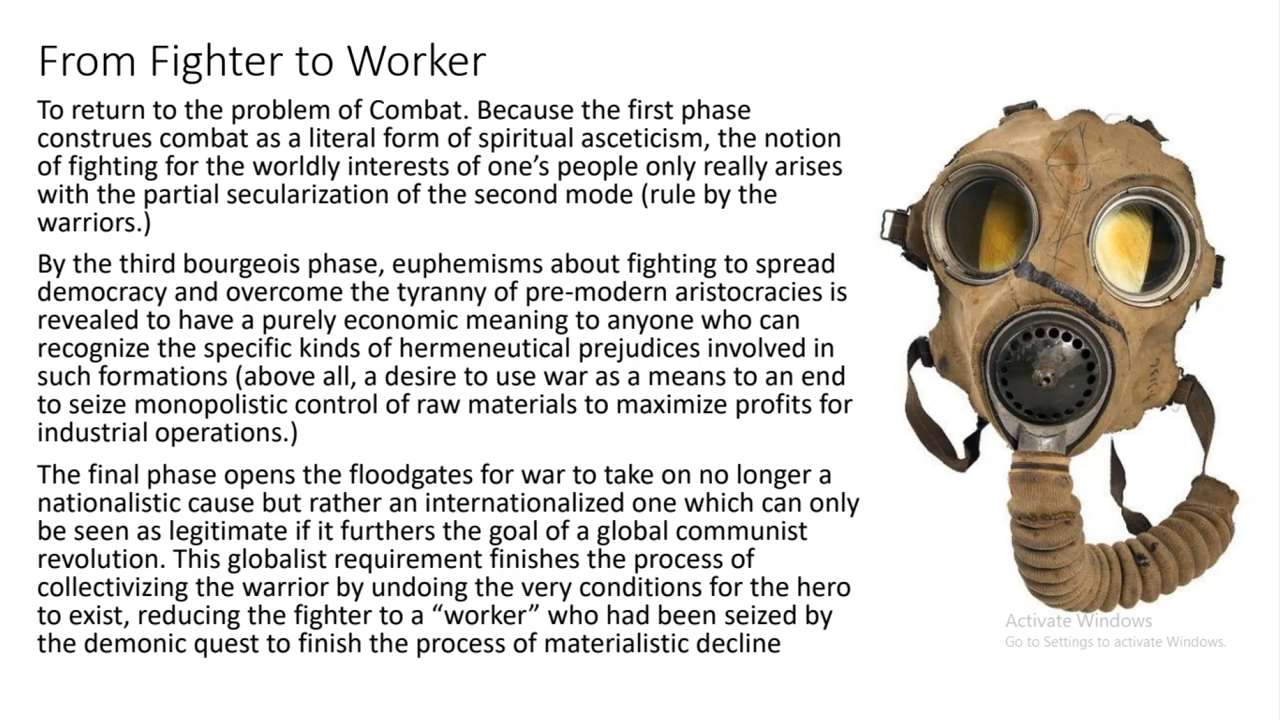 From Fighter to Worker
To return to the problem of Combat. Because the first phase
construes combat as a literal form of spiritual asceticism, the notion
of fighting for the worldly interests of one’s people only really arises
with the partial secularization of the second mode (rule by the
warriors.)
By the third bourgeois phase, euphemisms about fighting to spread
democracy and overcome the tyranny of pre-modern aristocracies is
revealed to have a purely economic meaning to anyone who can
recognize the specific kinds of hermeneutical prejudices involved in
such formations (above all, a desire to use war as a means to an end
to seize monopolistic control of raw materials to maximize profits for
industrial operations.)
The final phase opens the floodgates for war to take on no longer a
nationalistic cause but rather an internationalized one which can only
be seen as legitimate if it furthers the goal of a global communist
revolution. This globalist requirement finishes the process of
collectivizing the warrior by undoing the very conditions for the hero
to exist, reducing the fighter to a “worker” who had been seized by
the demonic quest to finish the process of materialistic decline
Activate Windows
Go to Settings to activate Windows.